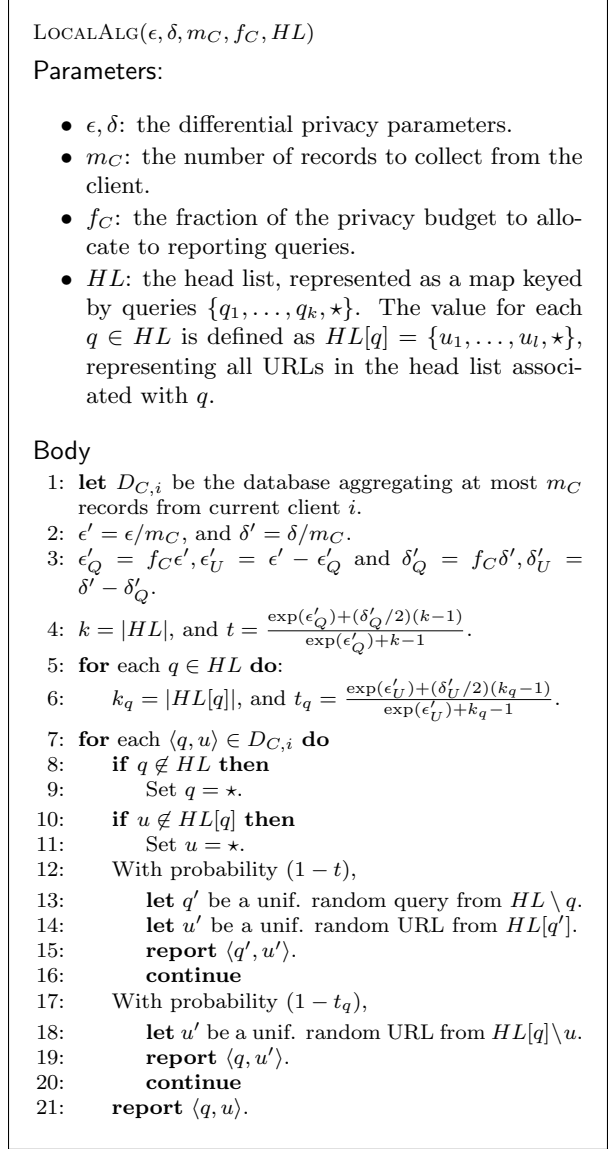 LOCALALG(ϵ, δ, m_C, f_C, HL)
Parameters:
• ϵ, δ: the differential privacy parameters.
• m_C: the number of records to collect from the
client.
• f_C: the fraction of the privacy budget to allo-
cate to reporting queries.
• HL: the head list, represented as a map keyed
by queries {q_1, . . . , q_k, ⋆}. The value for each
q ∈ HL is defined as HL[q] = {u_1, . . . , u_l, ⋆},
representing all URLs in the head list associ-
ated with q.
Body
1: let D_{C,i} be the database aggregating at most m_C
records from current client i.
2: ϵ′ = ϵ/m_C, and δ′ = δ/m_C.
3: ϵ′_Q = f_C ϵ′, ϵ′_U = ϵ′ − ϵ′_Q and δ′_Q = f_C δ′, δ′_U =
δ′ − δ′_Q.
4: k = |HL|, and t = \frac{exp(ϵ′_Q)+(δ′_Q/2)(k−1)}{exp(ϵ′_Q)+k−1}.
5: for each q ∈ HL do:
6: k_q = |HL[q]|, and t_q = \frac{exp(ϵ′_U)+(δ′_U/2)(k_q−1)}{exp(ϵ′_U)+k_q−1}.
7: for each ⟨q, u⟩ ∈ D_{C,i} do
8: if q ∉ HL then
9: Set q = ⋆.
10: if u ∉ HL[q] then
11: Set u = ⋆.
12: With probability (1 − t),
13: let q′ be a unif. random query from HL \ q.
14: let u′ be a unif. random URL from HL[q′].
15: report ⟨q′, u′⟩.
16: continue
17: With probability (1 − t_q),
18: let u′ be a unif. random URL from HL[q]\u.
19: report ⟨q, u′⟩.
20: continue
21: report ⟨q, u⟩.